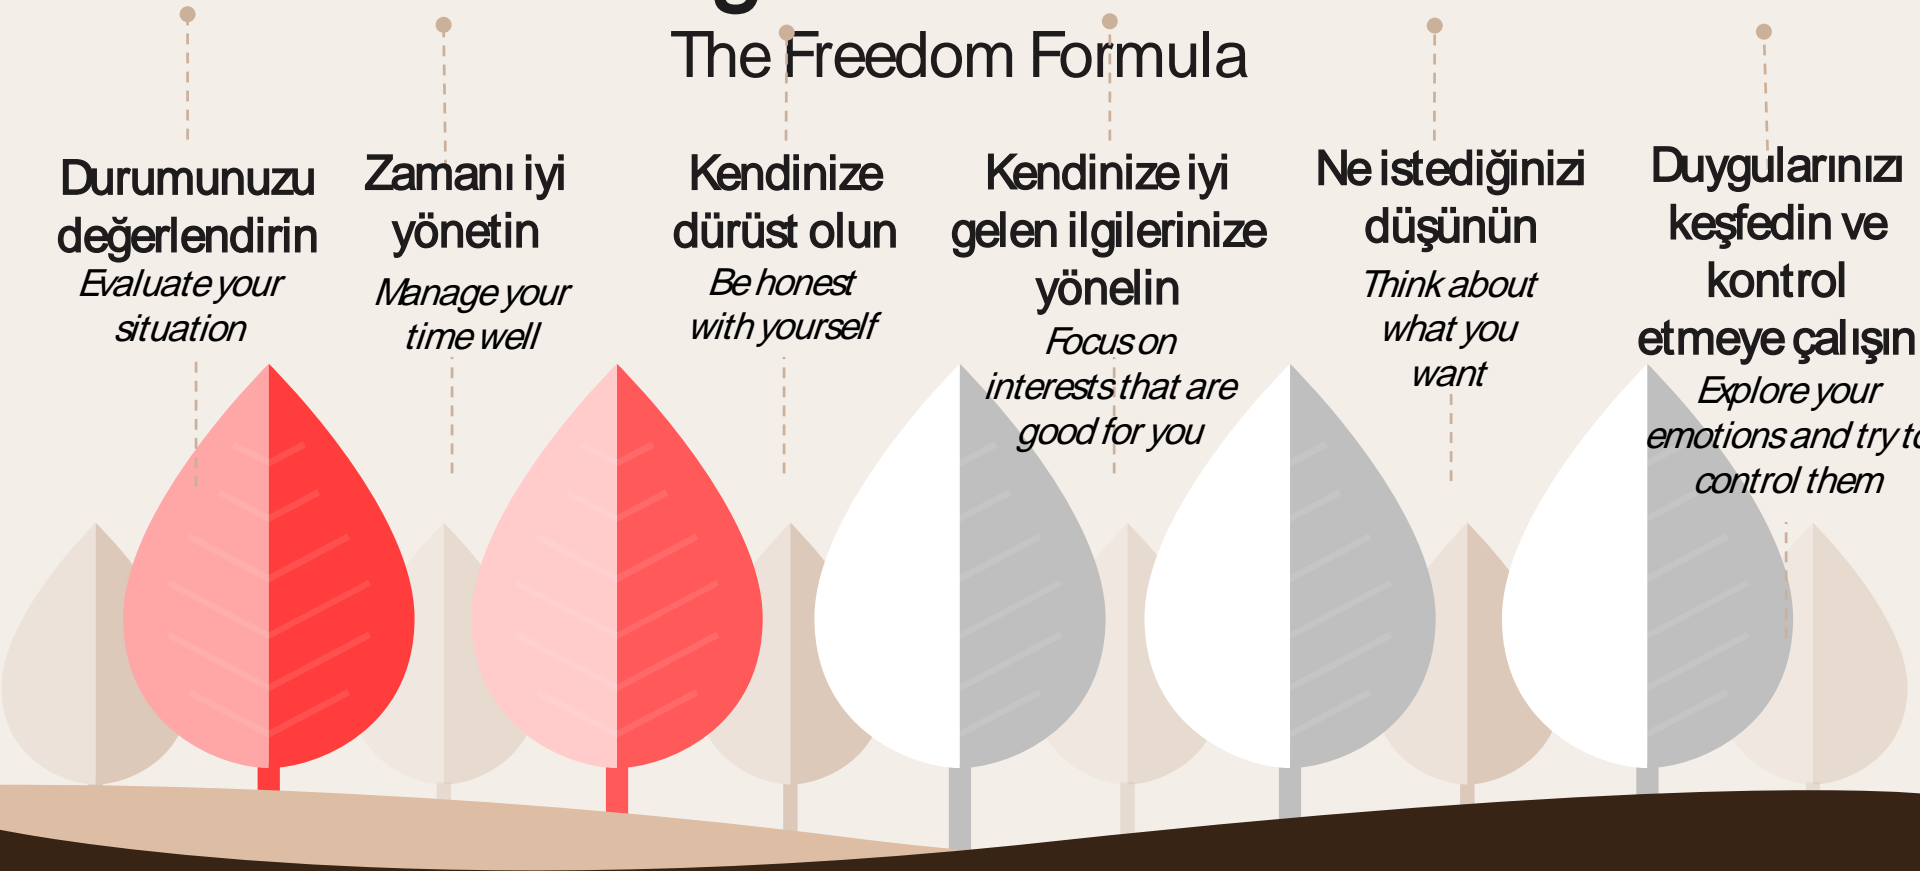 The Freedom Formula
Durumunuzu
değerlendirin
Evaluate your
situation
Zamanı iyi
yönetin
Manage your
time well
Kendinize
dürüst olun
Be honest
with yourself
Kendinize iyi
gelen ilgilerinize
yönelin
Focus on
interests that are
good for you
Ne istediğinizi
düşünün
Think about
what you
want
Duygularınızı
keşfedin ve
kontrol
etmeye çalışın
Explore your
emotions and try to
control them